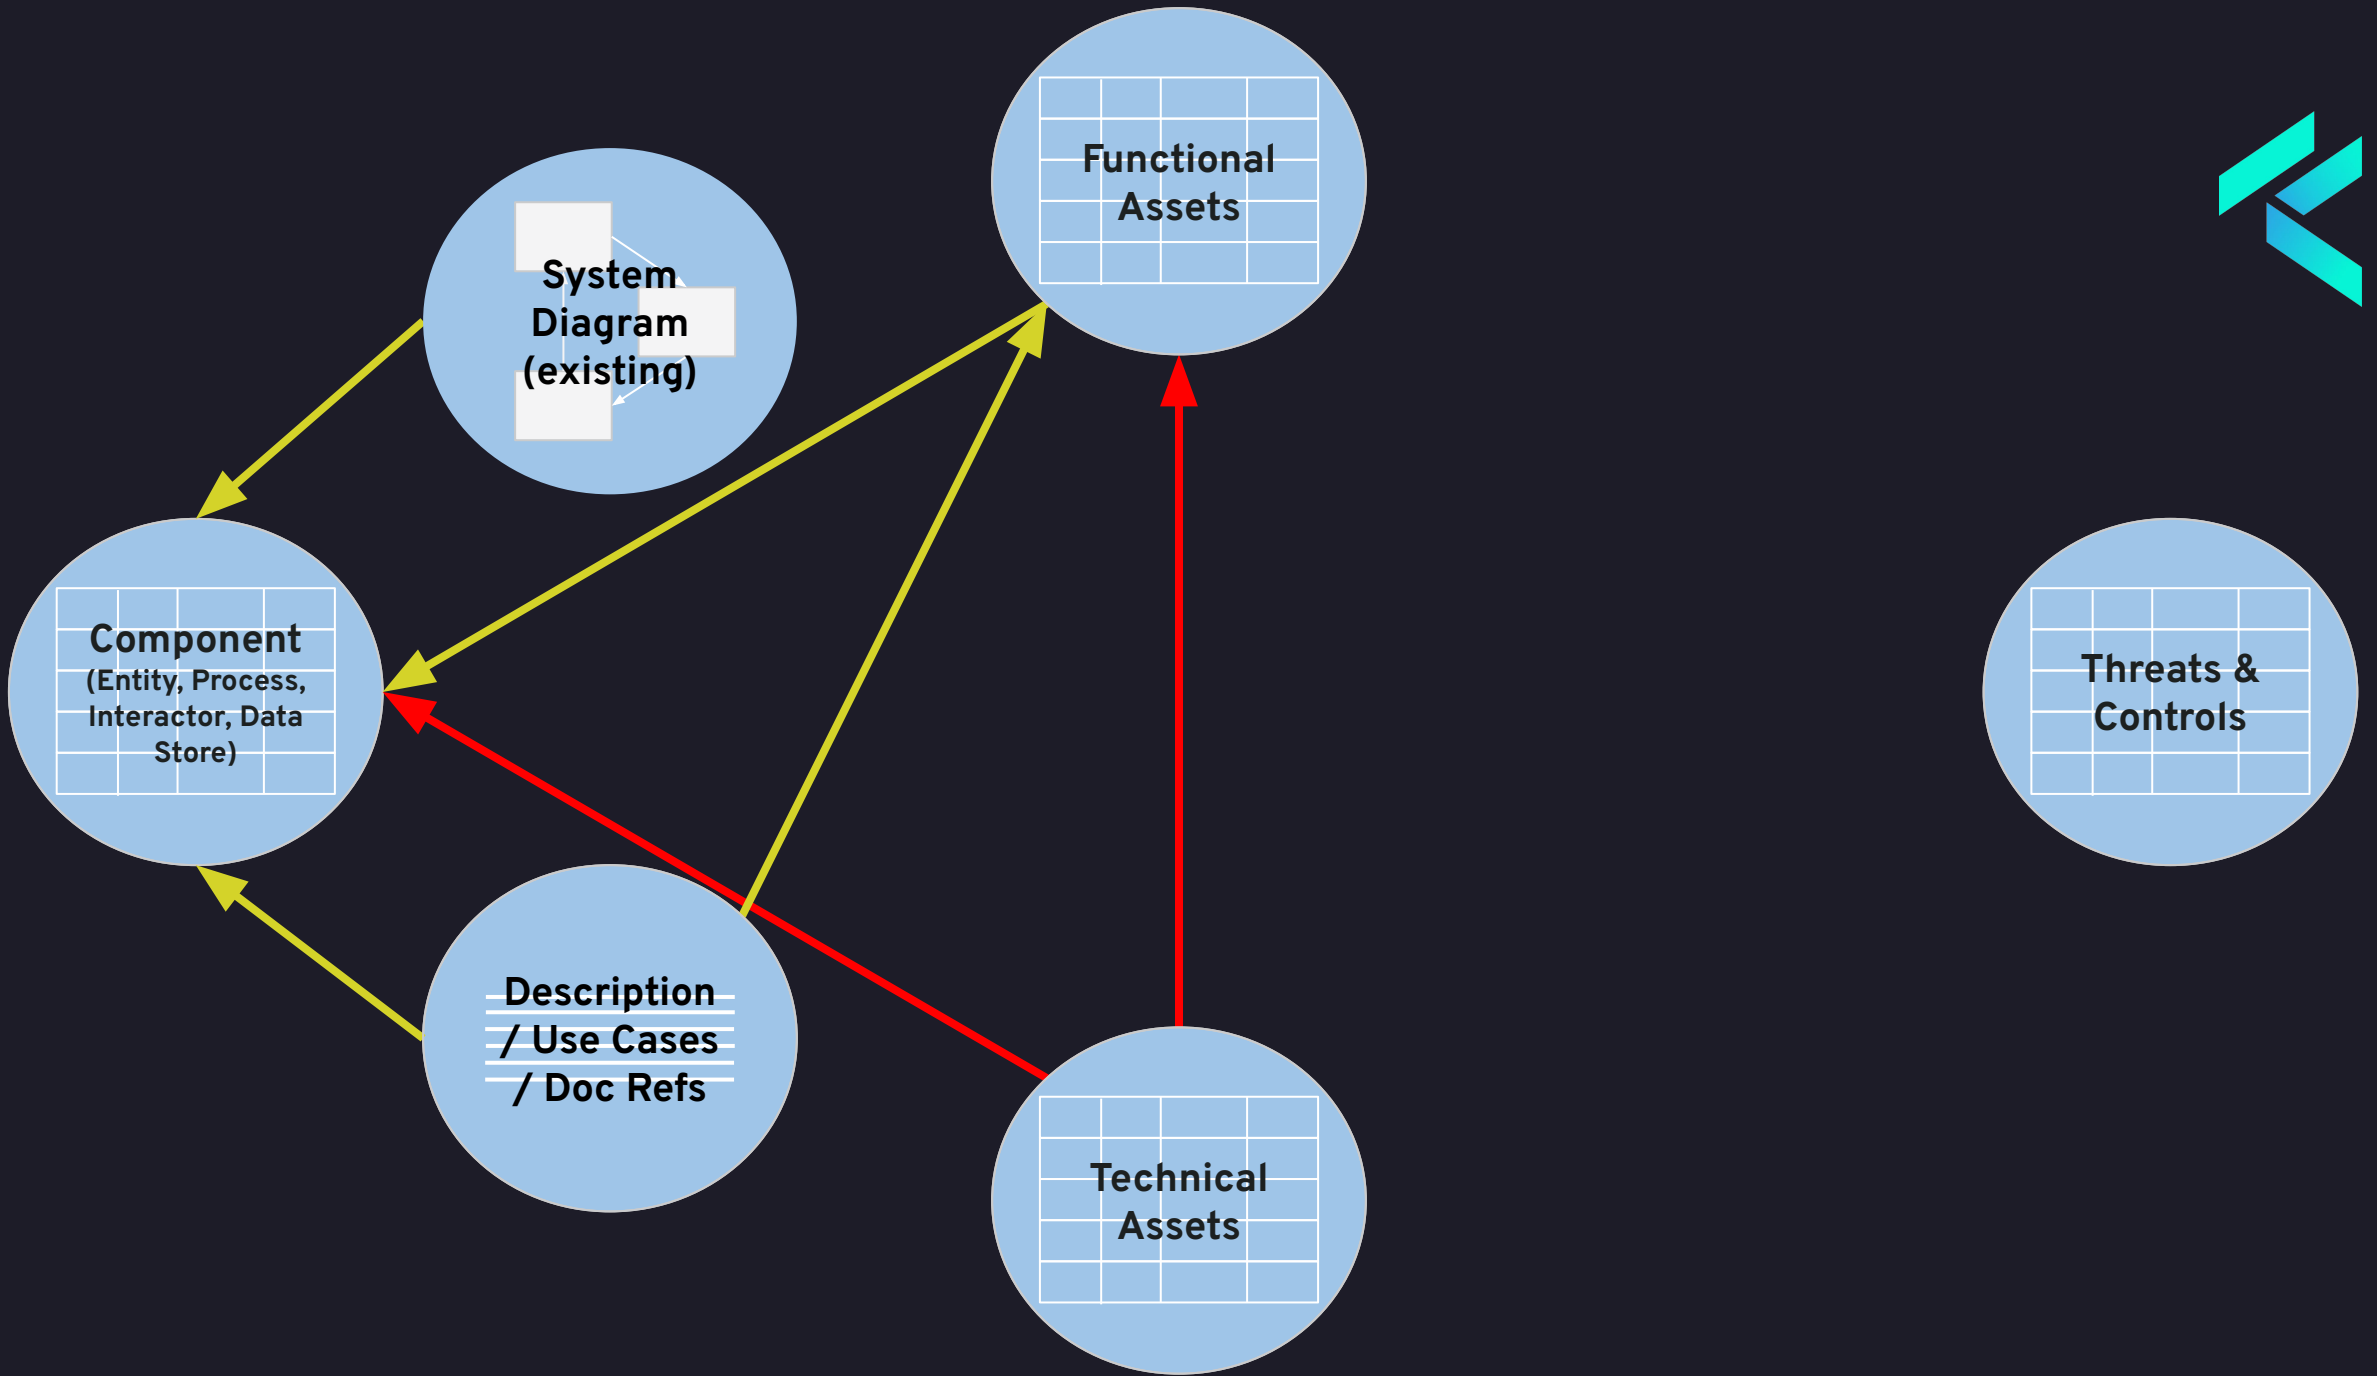 Functional
Assets
System
Diagram
(existing)
Component
(Entity, Process,
Interactor, Data
Store)
Threats &
Controls
Description
/ Use Cases
/ Doc Refs
Technical
Assets